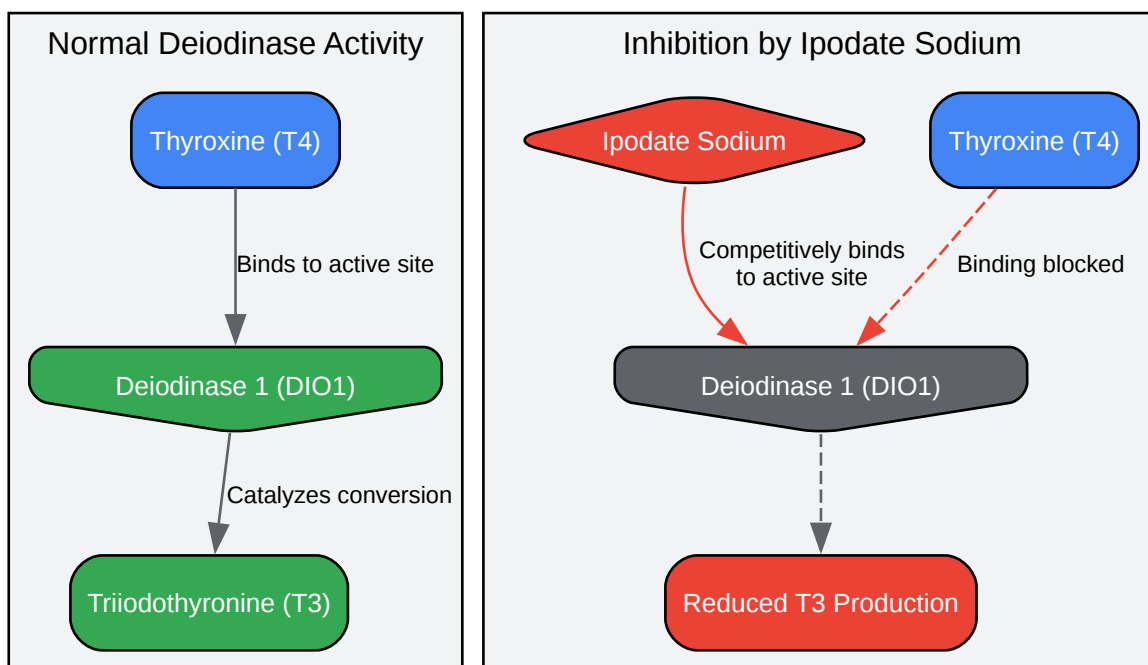 Normal Deiodinase Activity
Thyroxine (T4)
Binds to active site
Deiodinase 1 (DIO1)
Catalyzes conversion
Triiodothyronine (T3)
Inhibition by Ipodate Sodium
Ipodate Sodium
Thyroxine (T4)
Competitively binds
to active site
Binding blocked
Deiodinase 1 (DIO1)
Reduced T3 Production